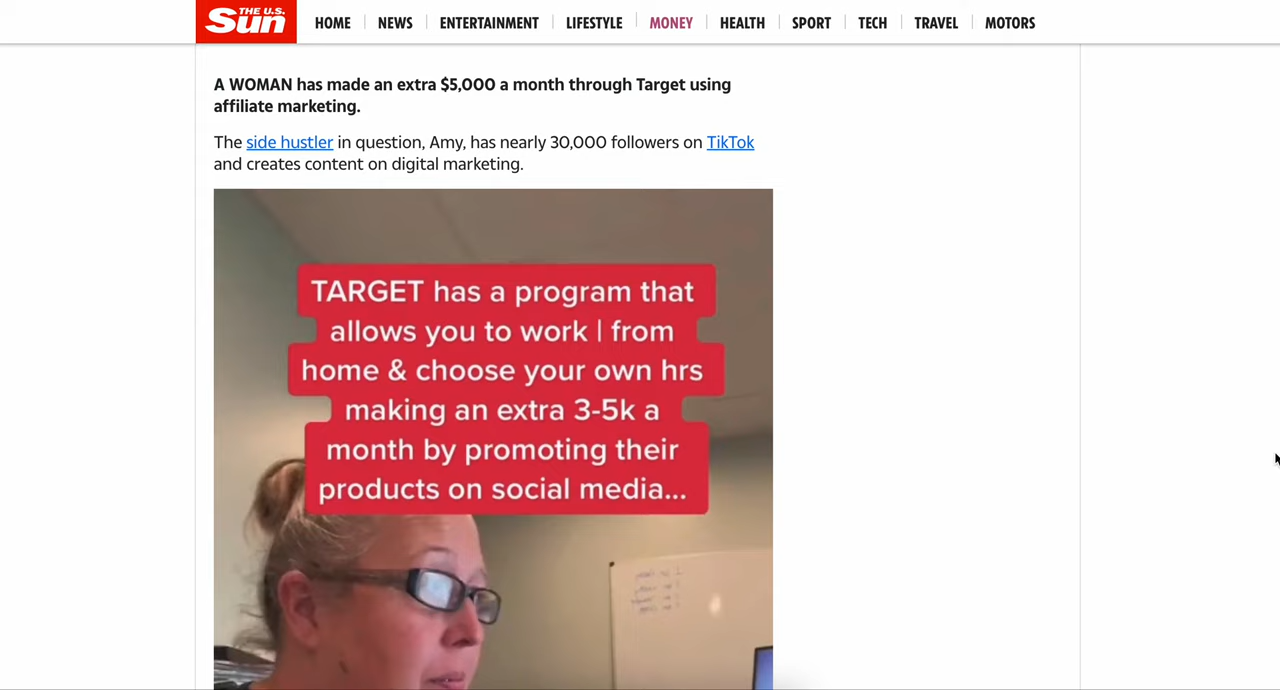 THE U.S. Sun
HOME NEWS ENTERTAINMENT LIFESTYLE MONEY HEALTH SPORT TECH TRAVEL MOTORS
A WOMAN has made an extra $5,000 a month through Target using
affiliate marketing.
The side hustler in question, Amy, has nearly 30,000 followers on TikTok
and creates content on digital marketing.
TARGET has a program that
allows you to work | from
home & choose your own hrs
making an extra 3-5k a
month by promoting their
products on social media...